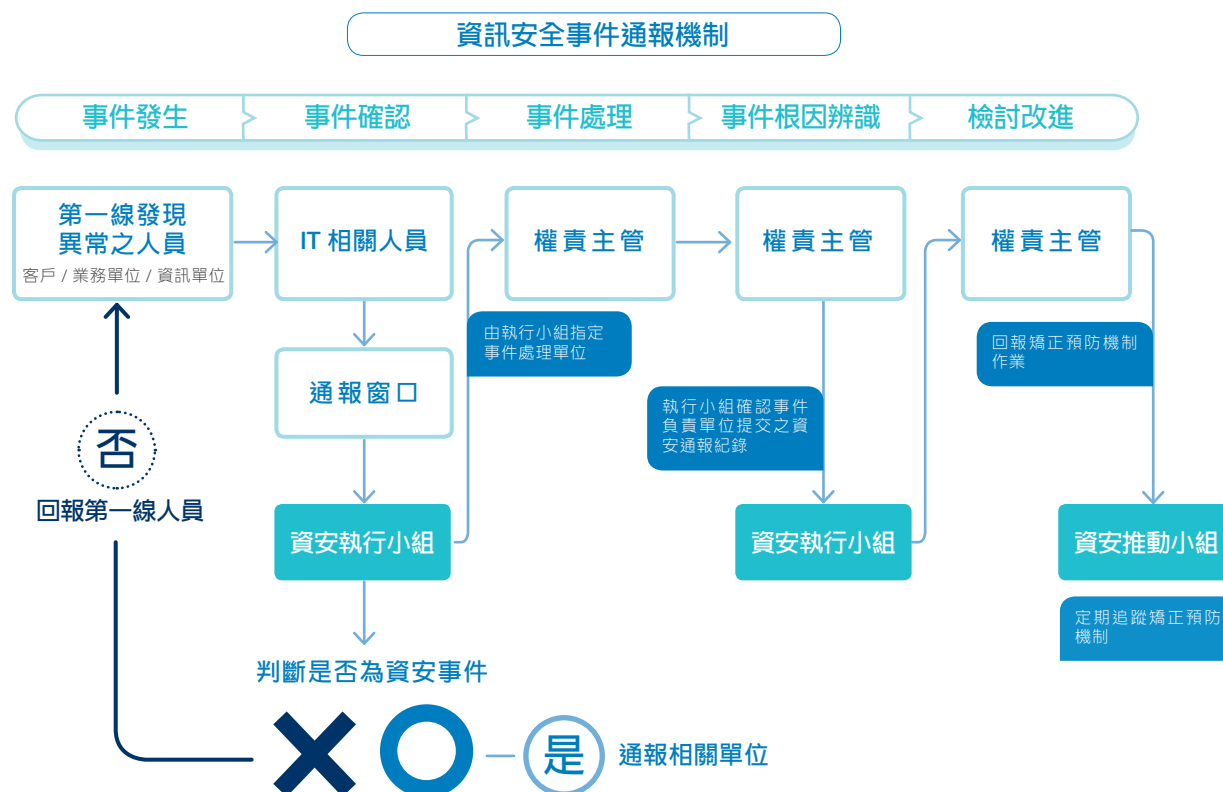 資訊安全事件通報機制
事件發生
事件確認
事件處理
事件根因辨識
檢討改進
第一線發現
異常之人員
客戶 / 業務單位 / 資訊單位
IT 相關人員
權責主管
權責主管
權責主管
由執行小組指定
事件處理單位
回報矯正預防機制
作業
通報窗口
執行小組確認事件
負責單位提交之資
安通報紀錄
否
回報第一線人員
資安執行小組
資安執行小組
資安推動小組
定期追蹤矯正預防
機制
判斷是否為資安事件
是
通報相關單位